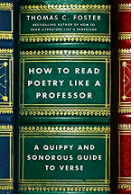 THOMAS C. FOSTER
BESTSELLING AUTHOR OF HOW TO
READ LITERATURE LIKE A PROFESSOR
HOW TO READ
POETRY LIKE A
PROFESSOR
A QUIPPY AND
SONOROUS GUIDE
TO VERSE